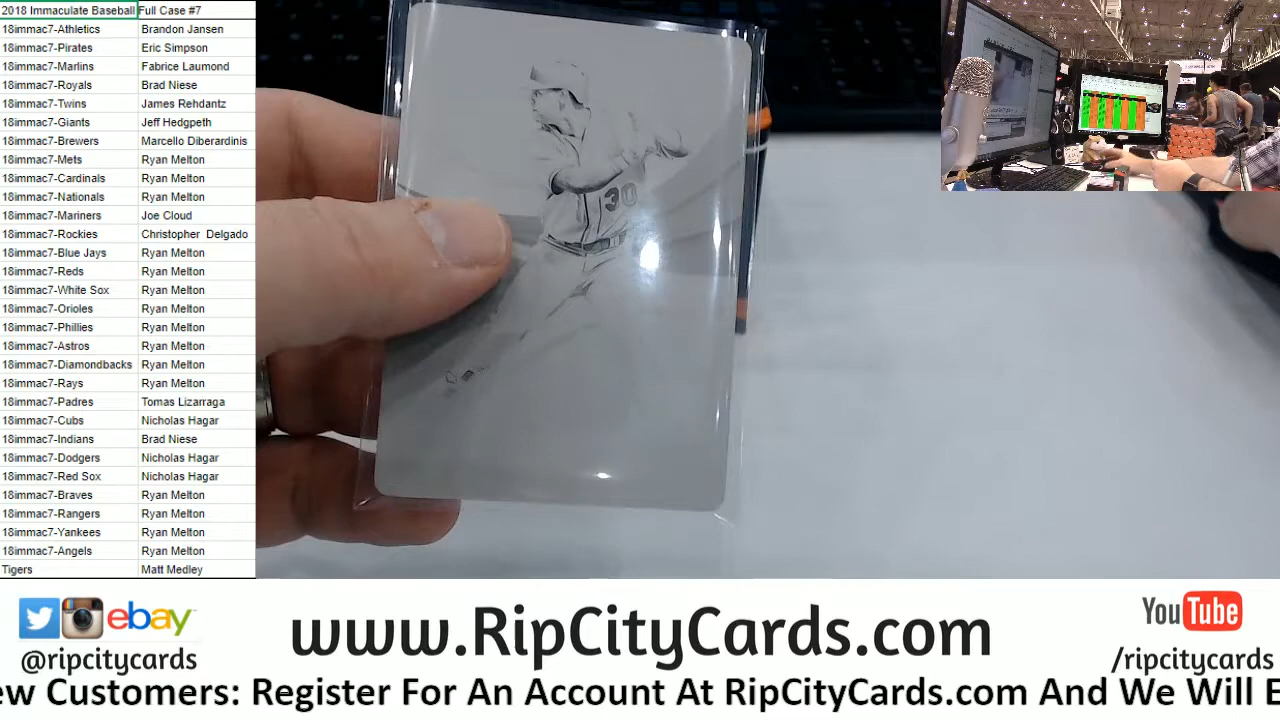 2018 Immaculate Baseball Full Case #7
18immac7-Athletics Brandon Jansen
18immac7-Pirates Eric Simpson
18immac7-Marlins Fabrice Laumond
18immac7-Royals Brad Niese
18immac7-Twins James Rehdantz
18immac7-Giants Jeff Hedgpeth
18immac7-Brewers Marcello Diberardinis
18immac7-Mets Ryan Melton
18immac7-Cardinals Ryan Melton
18immac7-Nationals Ryan Melton
18immac7-Mariners Joe Cloud
18immac7-Rockies Christopher Delgado
18immac7-Blue Jays Ryan Melton
18immac7-Reds Ryan Melton
18immac7-White Sox Ryan Melton
18immac7-Orioles Ryan Melton
18immac7-Phillies Ryan Melton
18immac7-Astros Ryan Melton
18immac7-Diamondbacks Ryan Melton
18immac7-Rays Ryan Melton
18immac7-Padres Tomas Lizarraga
18immac7-Cubs Nicholas Hagar
18immac7-Indians Brad Niese
18immac7-Dodgers Nicholas Hagar
18immac7-Red Sox Nicholas Hagar
18immac7-Braves Ryan Melton
18immac7-Rangers Ryan Melton
18immac7-Yankees Ryan Melton
18immac7-Angels Ryan Melton
Tigers Matt Medley
30
ebay
@ripcitycards
www.RipCityCards.com
YouTube
/ripcitycards
ew Customers: Register For An Account At RipCityCards.com And We Will E